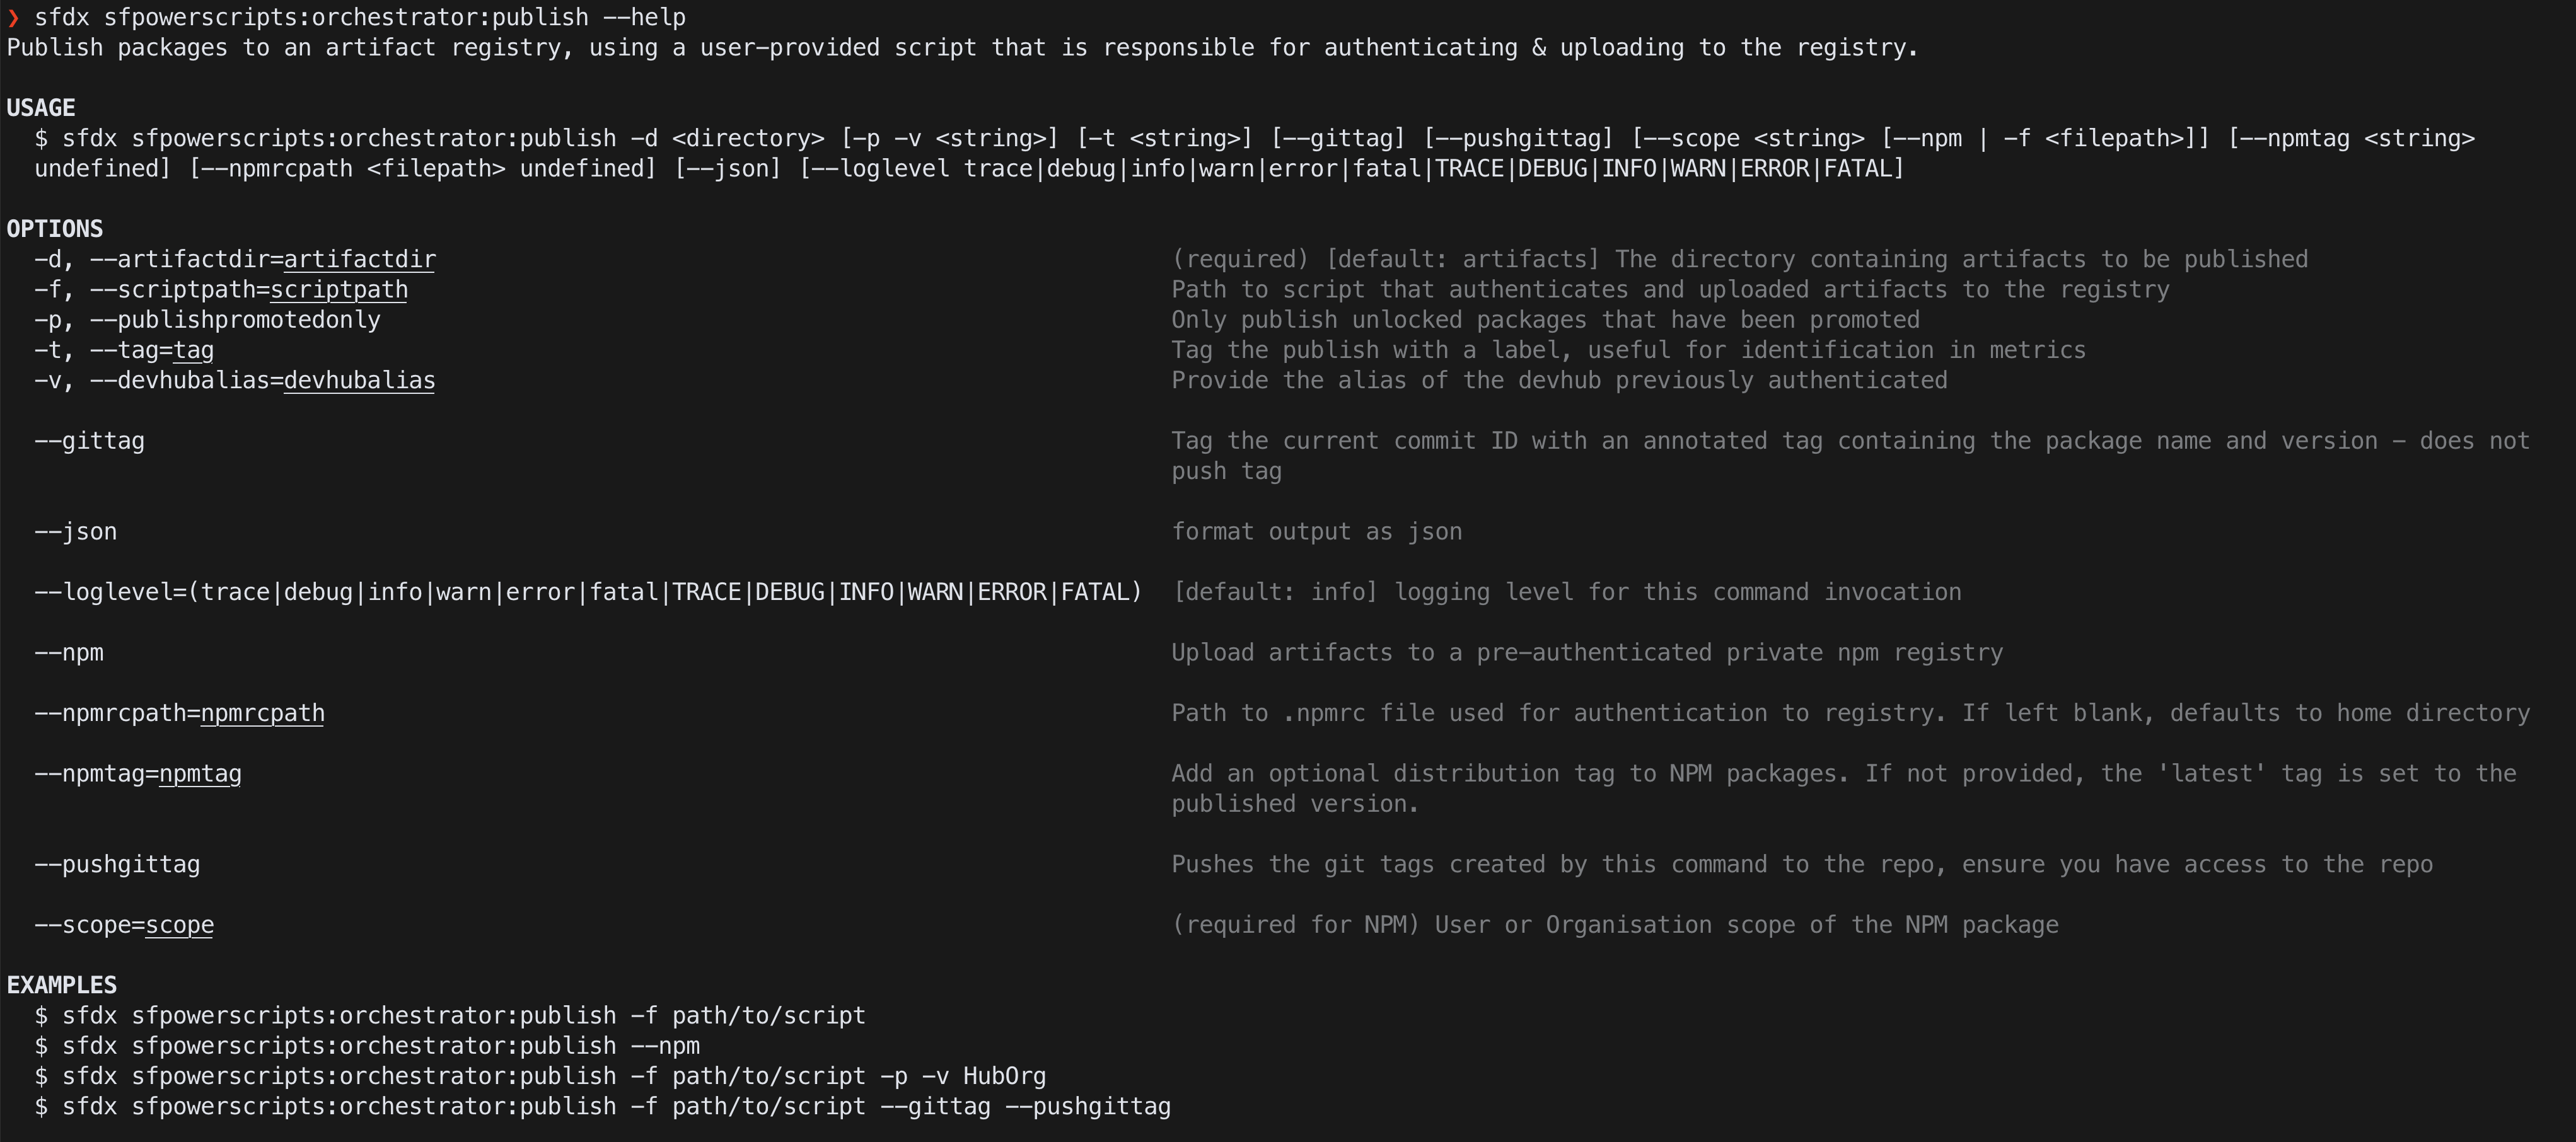 ❯ sfdx sfpowerscripts:orchestrator:publish --help
Publish packages to an artifact registry, using a user-provided script that is responsible for authenticating & uploading to the registry.
USAGE
$ sfdx sfpowerscripts:orchestrator:publish -d <directory> [-p -v <string>] [-t <string>] [--gittag] [--pushgittag] [--scope <string> [--npm | -f <filepath>]] [--npmtag <string>
undefined] [--npmrcpath <filepath> undefined] [--json] [--loglevel trace|debug|info|warn|error|fatal|TRACE|DEBUG|INFO|WARN|ERROR|FATAL]
OPTIONS
-d, --artifactdir=artifactdir (required) [default: artifacts] The directory containing artifacts to be published
-f, --scriptpath=scriptpath Path to script that authenticates and uploaded artifacts to the registry
-p, --publishpromotedonly Only publish unlocked packages that have been promoted
-t, --tag=tag Tag the publish with a label, useful for identification in metrics
-v, --devhubalias=devhubalias Provide the alias of the devhub previously authenticated
--gittag Tag the current commit ID with an annotated tag containing the package name and version - does not
push tag
--json format output as json
--loglevel=(trace|debug|info|warn|error|fatal|TRACE|DEBUG|INFO|WARN|ERROR|FATAL) [default: info] logging level for this command invocation
--npm Upload artifacts to a pre-authenticated private npm registry
--npmrcpath=npmrcpath Path to .npmrc file used for authentication to registry. If left blank, defaults to home directory
--npmtag=npmtag Add an optional distribution tag to NPM packages. If not provided, the 'latest' tag is set to the
published version.
--pushgittag Pushes the git tags created by this command to the repo, ensure you have access to the repo
--scope=scope (required for NPM) User or Organisation scope of the NPM package
EXAMPLES
$ sfdx sfpowerscripts:orchestrator:publish -f path/to/script
$ sfdx sfpowerscripts:orchestrator:publish --npm
$ sfdx sfpowerscripts:orchestrator:publish -f path/to/script -p -v HubOrg
$ sfdx sfpowerscripts:orchestrator:publish -f path/to/script --gittag --pushgittag